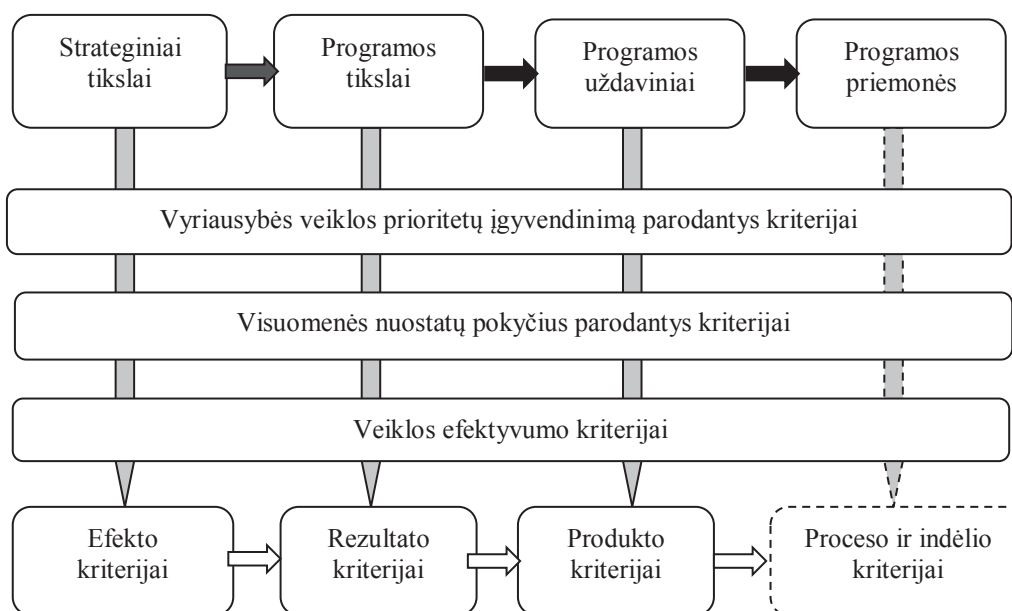 Strateginiai
tikslai
Programos
tikslai
Programos
uždaviniai
Programos
priemonės
Vyriausybės veiklos prioritetų įgyvendinimą parodantys kriterijai
Visuomenės nuostatų pokyčius parodantys kriterijai
Veiklos efektyvumo kriterijai
Efekto
kriterijai
Rezultato
kriterijai
Produkto
kriterijai
Proceso ir indėlio
kriterijai